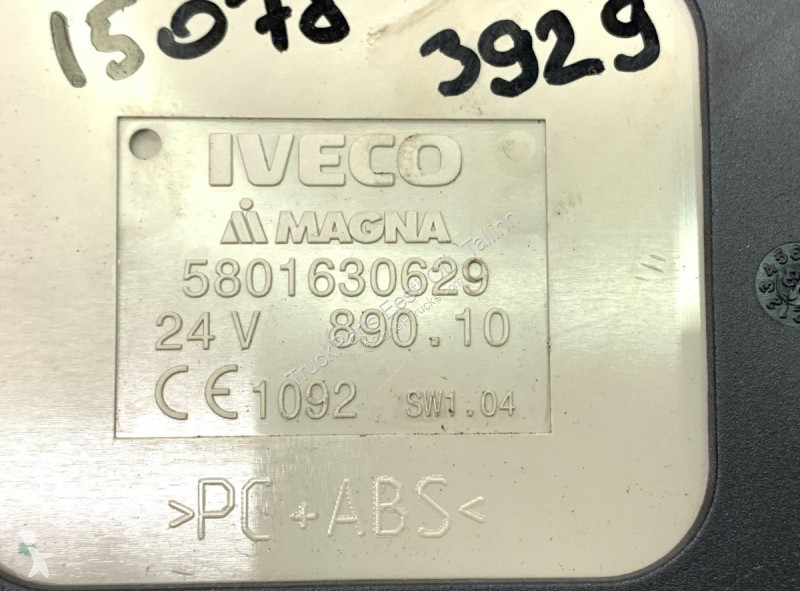 15078 3929
IVECO
MAGNA
5801630629
24 V 890.10
CE 1092 SW1.04
>PC+ABS<